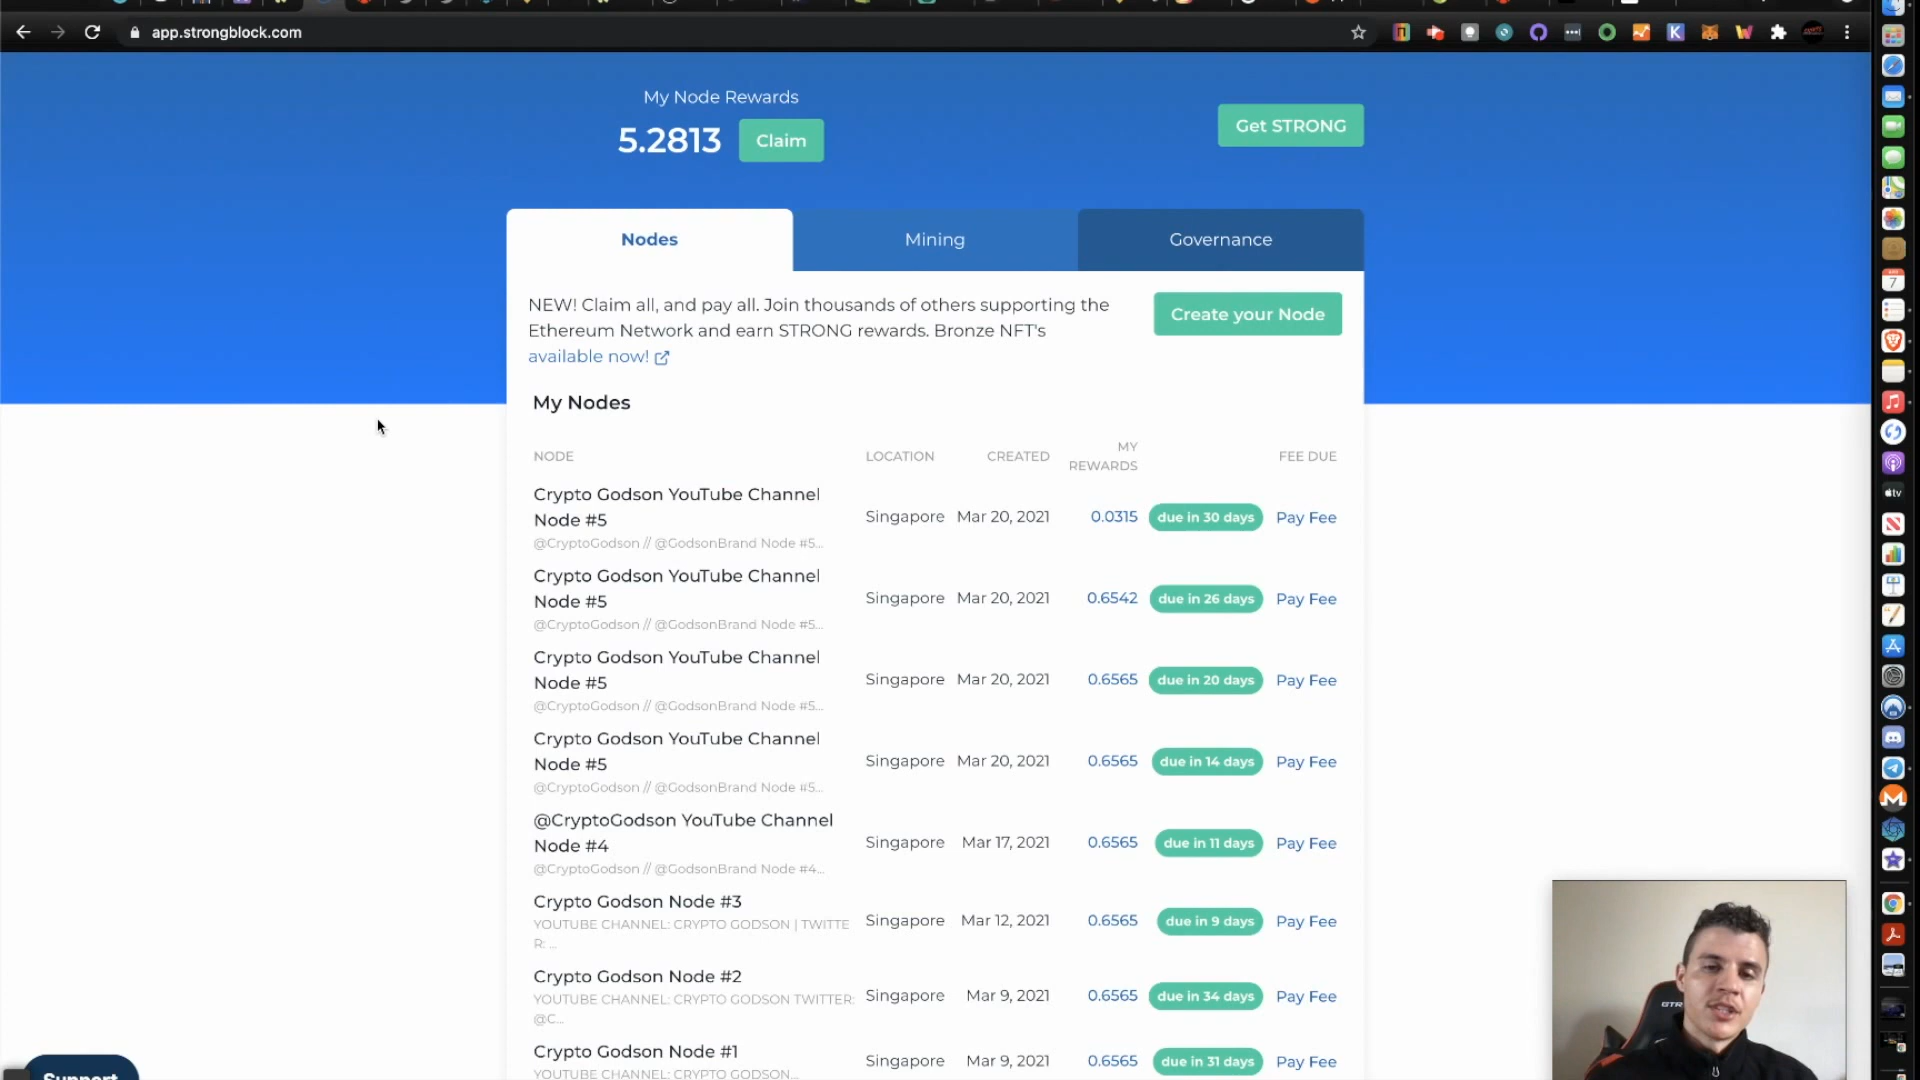 app.strongblock.com
My Node Rewards
5.2813 Claim
Get STRONG
Nodes
Mining
Governance
NEW! Claim all, and pay all. Join thousands of others supporting the
Ethereum Network and earn STRONG rewards. Bronze NFT's
available now!
Create your Node
My Nodes
NODE LOCATION CREATED MY REWARDS FEE DUE
Crypto Godson YouTube Channel
Node #5
@CryptoGodson // @GodsonBrand Node #5...
Singapore Mar 20, 2021 0.0315 due in 30 days Pay Fee
Crypto Godson YouTube Channel
Node #5
@CryptoGodson // @GodsonBrand Node #5...
Singapore Mar 20, 2021 0.6542 due in 26 days Pay Fee
Crypto Godson YouTube Channel
Node #5
@CryptoGodson // @GodsonBrand Node #5...
Singapore Mar 20, 2021 0.6565 due in 20 days Pay Fee
Crypto Godson YouTube Channel
Node #5
@CryptoGodson // @GodsonBrand Node #5...
Singapore Mar 20, 2021 0.6565 due in 14 days Pay Fee
@CryptoGodson YouTube Channel
Node #4
@CryptoGodson // @GodsonBrand Node #4...
Singapore Mar 17, 2021 0.6565 due in 11 days Pay Fee
Crypto Godson Node #3
YOUTUBE CHANNEL: CRYPTO GODSON | TWITTE
R: ...
Singapore Mar 12, 2021 0.6565 due in 9 days Pay Fee
Crypto Godson Node #2
YOUTUBE CHANNEL: CRYPTO GODSON TWITTER:
@C...
Singapore Mar 9, 2021 0.6565 due in 34 days Pay Fee
Crypto Godson Node #1
YOUTUBE CHANNEL: CRYPTO GODSON...
Singapore Mar 9, 2021 0.6565 due in 31 days Pay Fee
Support
7
tv
GTR